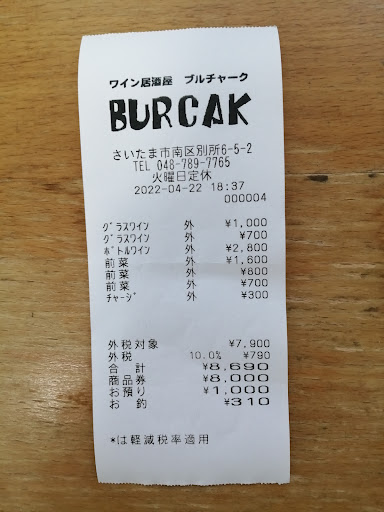 ワイン居酒屋 ブルチャーク
BURCAK
さいたま市南区別所6-5-2
TEL 048-789-7765
火曜日定休
2022-04-22 18:37
000004
ｸﾞﾗｽﾜｲﾝ 外 ¥1,000
ｸﾞﾗｽﾜｲﾝ 外 ¥700
ﾎﾞﾄﾙﾜｲﾝ 外 ¥2,800
前菜 外 ¥1,600
前菜 外 ¥800
前菜 外 ¥700
ﾁｬｰｼﾞ 外 ¥300
外税対象 ¥7,900
外税 10.0% ¥790
合 計 ¥8,690
商品券 ¥8,000
お預り ¥1,000
お 釣 ¥310
*は軽減税率適用